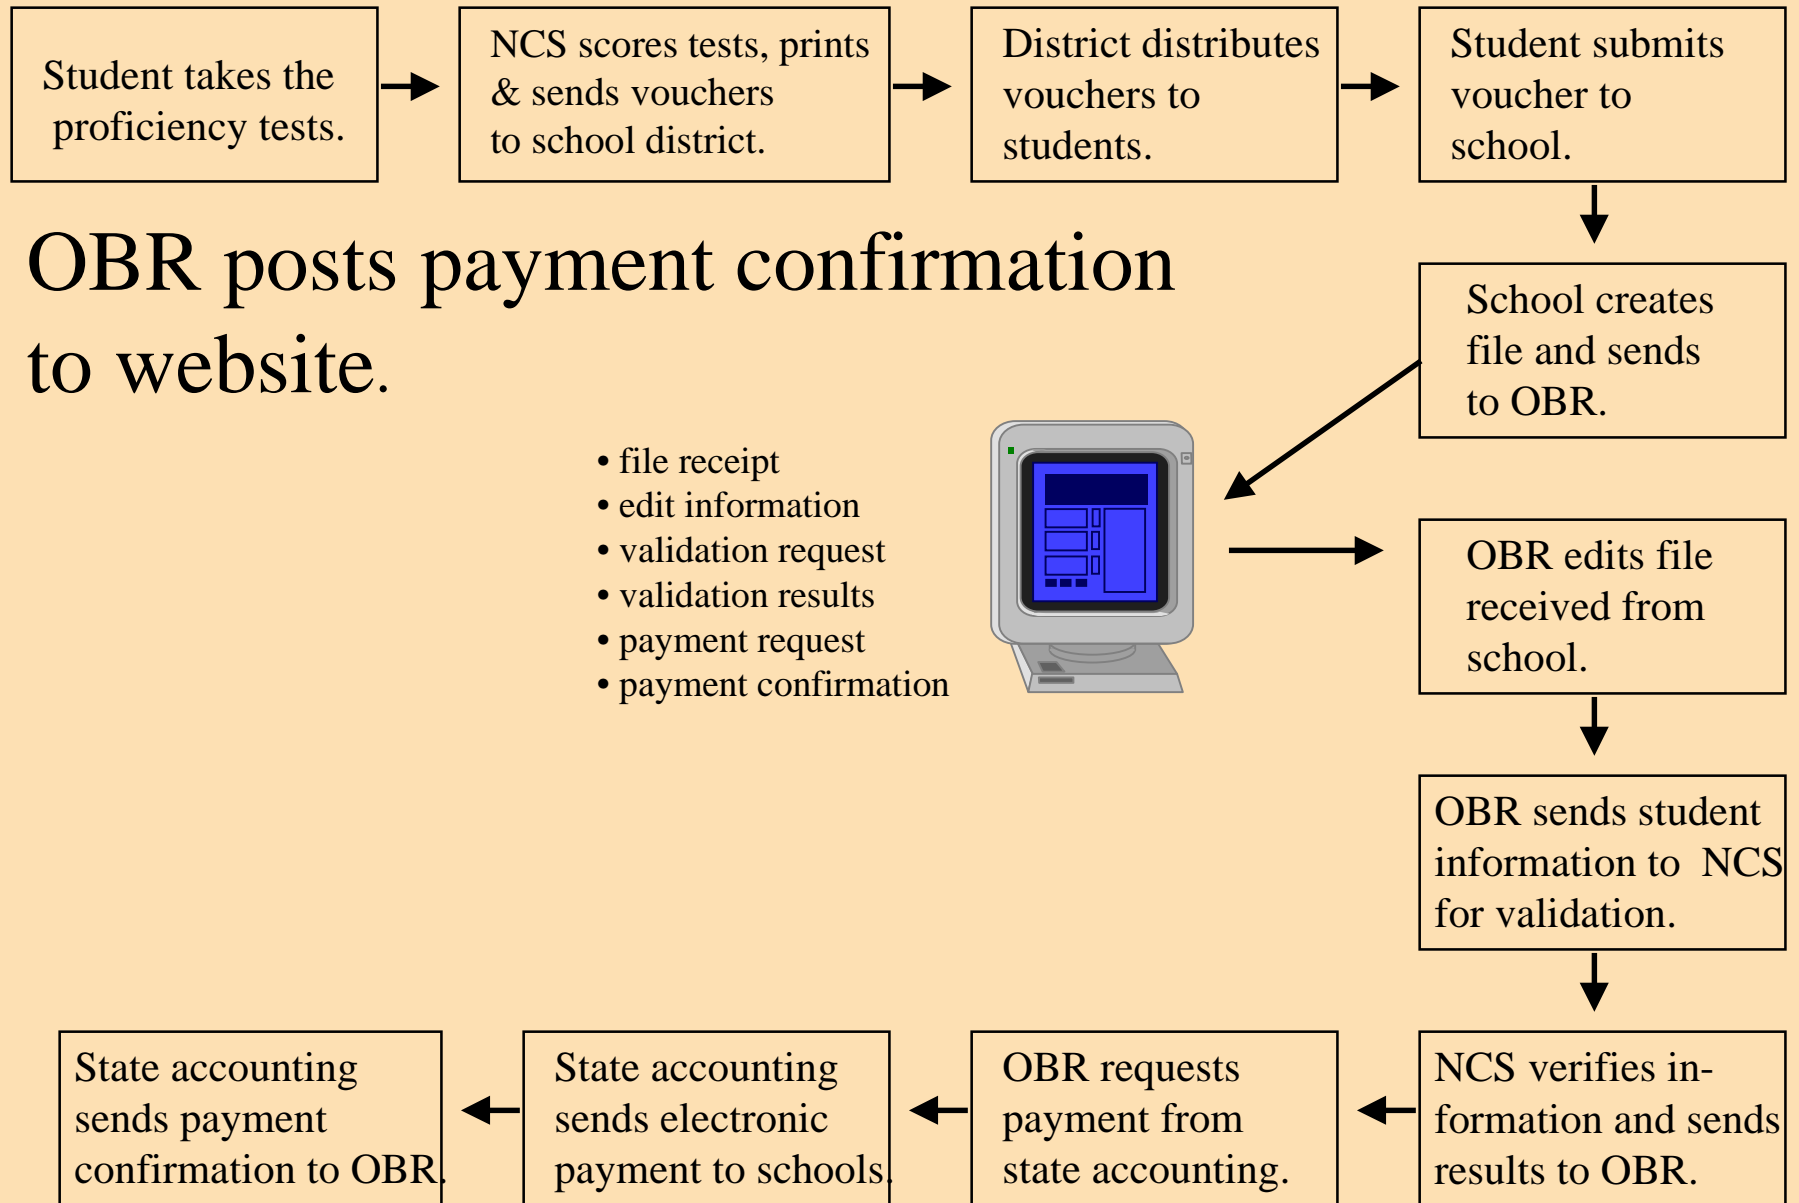 Student takes the
proficiency tests.
NCS scores tests, prints
& sends vouchers
to school district.
District distributes
vouchers to
students.
Student submits
voucher to
school.
OBR posts payment confirmation
to website.
School creates
file and sends
to OBR.
• file receipt
• edit information
• validation request
• validation results
• payment request
• payment confirmation
OBR edits file
received from
school.
OBR sends student
information to NCS
for validation.
NCS verifies in-
formation and sends
results to OBR.
OBR requests
payment from
state accounting.
State accounting
sends electronic
payment to schools.
State accounting
sends payment
confirmation to OBR.